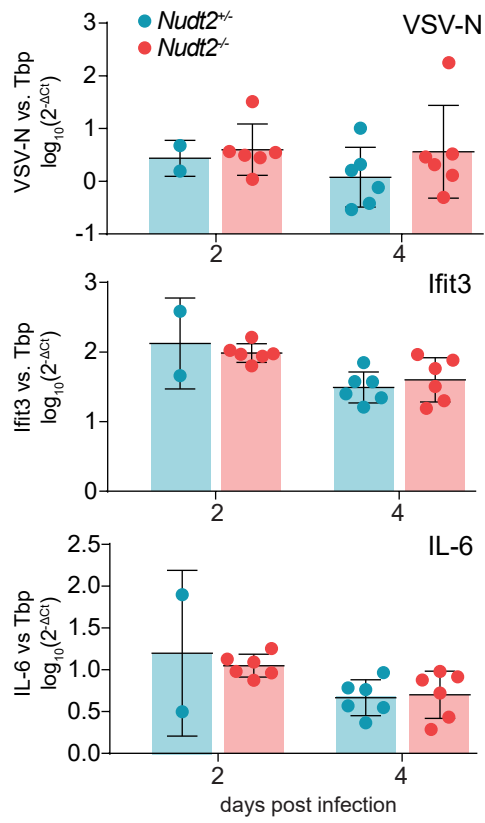 VSV-N
Nudt2+/-
Nudt2-/-
VSV-N vs. Tbp
log10(2-ΔCt)
3
2
1
0
-1
2
4
Ifit3
Ifit3 vs. Tbp
log10(2-ΔCt)
3
2
1
0
2
4
IL-6
IL-6 vs Tbp
log10(2-ΔCt)
2.5
2.0
1.5
1.0
0.5
0.0
2
4
days post infection